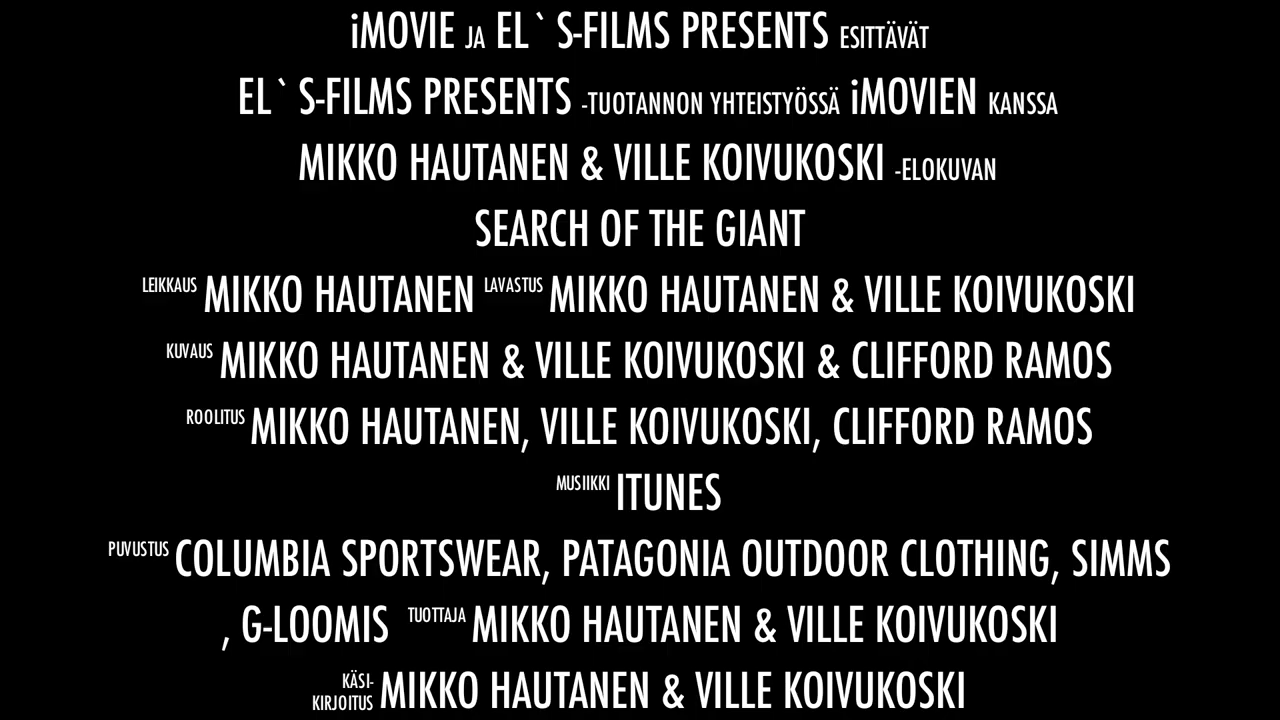 iMOVIE JA EL`S-FILMS PRESENTS ESITTÄVÄT
EL`S-FILMS PRESENTS -TUOTANNON YHTEISTYÖSSÄ iMOVIEN KANSSA
MIKKO HAUTANEN & VILLE KOIVUKOSKI -ELOKUVAN
SEARCH OF THE GIANT
LEIKKAUS MIKKO HAUTANEN LAVASTUS MIKKO HAUTANEN & VILLE KOIVUKOSKI
KUVAUS MIKKO HAUTANEN & VILLE KOIVUKOSKI & CLIFFORD RAMOS
ROOLITUS MIKKO HAUTANEN, VILLE KOIVUKOSKI, CLIFFORD RAMOS
MUSIIKKI ITUNES
PUVUSTUS COLUMBIA SPORTSWEAR, PATAGONIA OUTDOOR CLOTHING, SIMMS
, G-LOOMIS TUOTTAJA MIKKO HAUTANEN & VILLE KOIVUKOSKI
KÄSI-
KIRJOITUS MIKKO HAUTANEN & VILLE KOIVUKOSKI